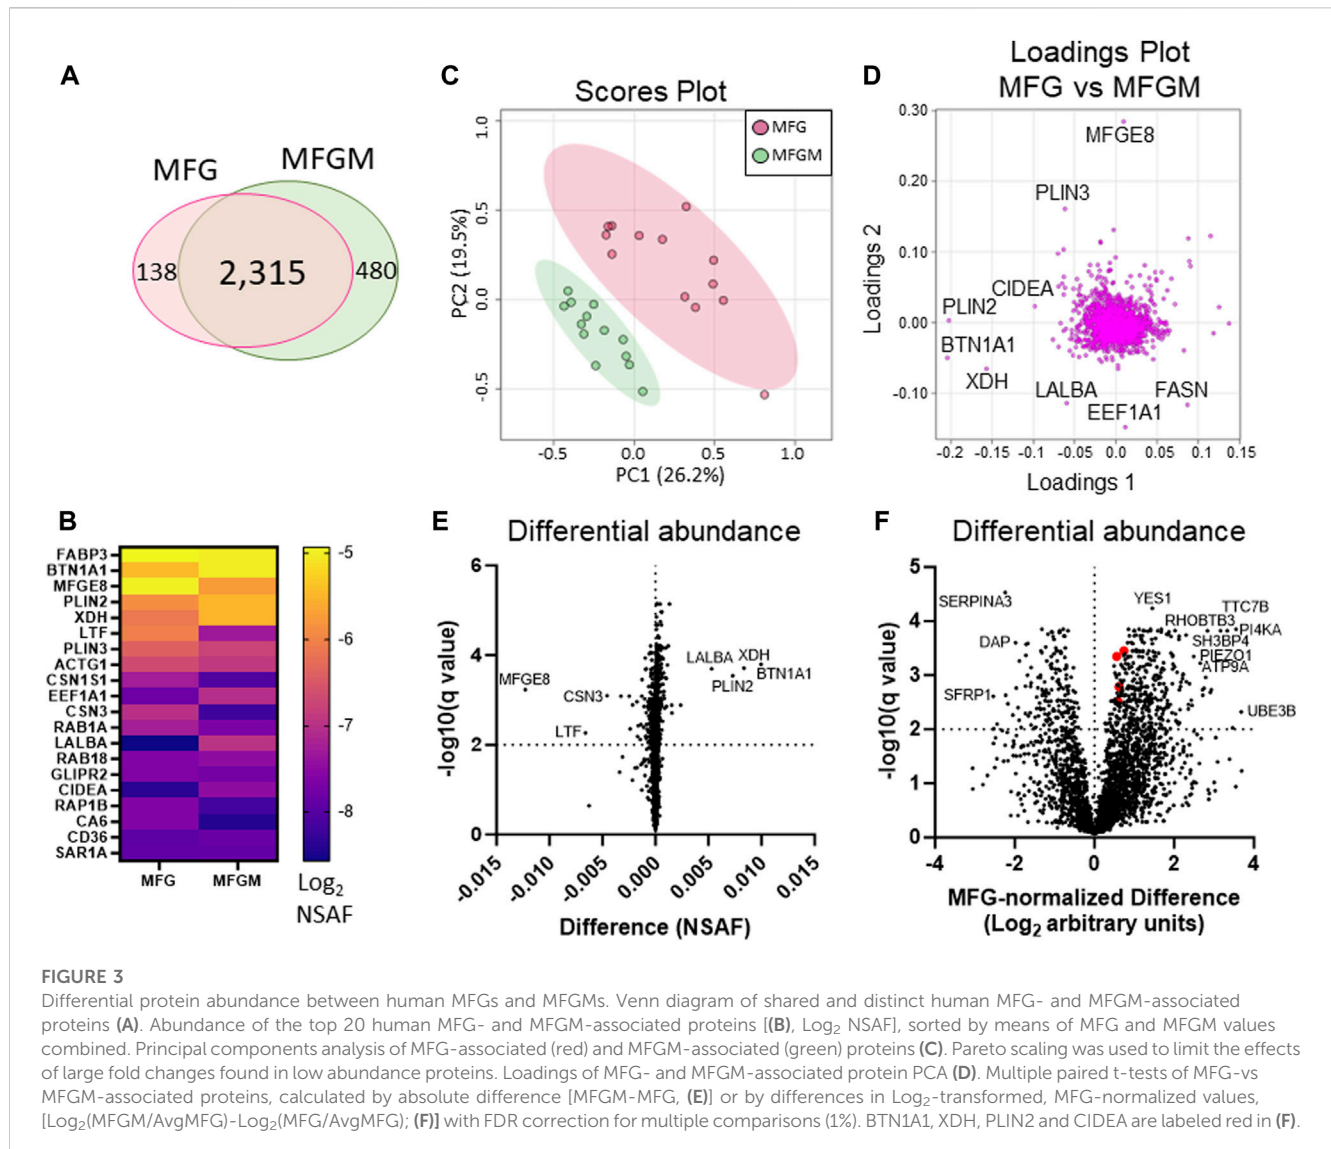 A
MFG
MFGM
138
2,315
480
C
Scores Plot
MFG
MFGM
1.0
0.5
0.0
-0.5
PC2 (19.5%)
-0.5
0.0
0.5
1.0
PC1 (26.2%)
D
Loadings Plot
MFG vs MFGM
0.30
0.20
0.10
0.00
-0.10
Loadings 2
MFGE8
PLIN3
CIDEA
PLIN2
BTN1A1
XDH
LALBA
FASN
EEF1A1
-0.2
-0.15
-0.1
-0.05
0.0
0.05
0.10
0.15
Loadings 1
B
FABP3
BTN1A1
MFGE8
PLIN2
XDH
LTF
PLIN3
ACTG1
CSN1S1
EEF1A1
CSN3
RAB1A
LALBA
RAB18
GLIPR2
CIDEA
RAP1B
CA6
CD36
SAR1A
MFG
MFGM
-5
-6
-7
-8
Log2
NSAF
E
Differential abundance
6
4
2
0
-log10(q value)
MFGE8
CSN3
LTF
LALBA
XDH
BTN1A1
PLIN2
-0.015
-0.010
-0.005
0.000
0.005
0.010
0.015
Difference (NSAF)
F
Differential abundance
5
4
3
2
1
0
-log10(q value)
SERPINA3
DAP
SFRP1
YES1
TTC7B
RHOBTB3
PI4KA
SH3BP4
PIEZO1
ATP9A
UBE3B
-4
-2
0
2
4
MFG-normalized Difference
(Log2 arbitrary units)
FIGURE 3
Differential protein abundance between human MFGs and MFGMs. Venn diagram of shared and distinct human MFG- and MFGM-associated
proteins (A). Abundance of the top 20 human MFG- and MFGM-associated proteins [(B), Log2 NSAF], sorted by means of MFG and MFGM values
combined. Principal components analysis of MFG-associated (red) and MFGM-associated (green) proteins (C). Pareto scaling was used to limit the effects
of large fold changes found in low abundance proteins. Loadings of MFG- and MFGM-associated protein PCA (D). Multiple paired t-tests of MFG-vs
MFGM-associated proteins, calculated by absolute difference [MFGM-MFG, (E)] or by differences in Log2-transformed, MFG-normalized values,
[Log2(MFGM/AvgMFG)-Log2(MFG/AvgMFG); (F)] with FDR correction for multiple comparisons (1%). BTN1A1, XDH, PLIN2 and CIDEA are labeled red in (F).